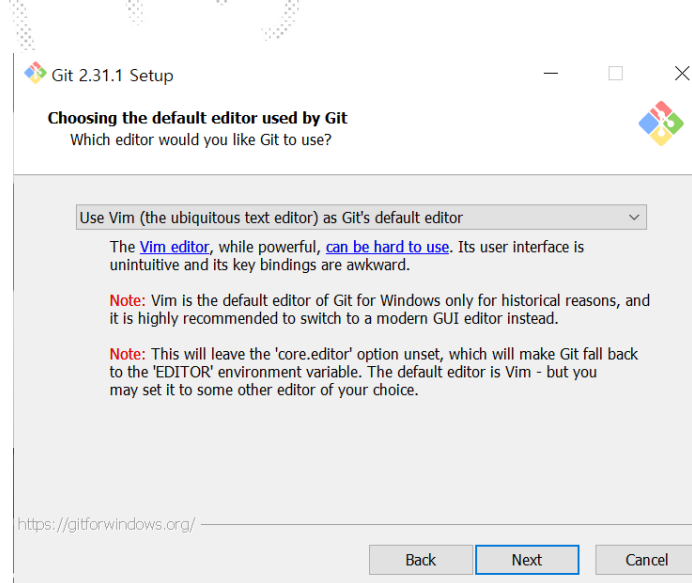 Git 2.31.1 Setup
Choosing the default editor used by Git
Which editor would you like Git to use?
Use Vim (the ubiquitous text editor) as Git's default editor
The Vim editor, while powerful, can be hard to use. Its user interface is
unintuitive and its key bindings are awkward.
Note: Vim is the default editor of Git for Windows only for historical reasons, and
it is highly recommended to switch to a modern GUI editor instead.
Note: This will leave the 'core.editor' option unset, which will make Git fall back
to the 'EDITOR' environment variable. The default editor is Vim - but you
may set it to some other editor of your choice.
https://gitforwindows.org/
Back Next Cancel